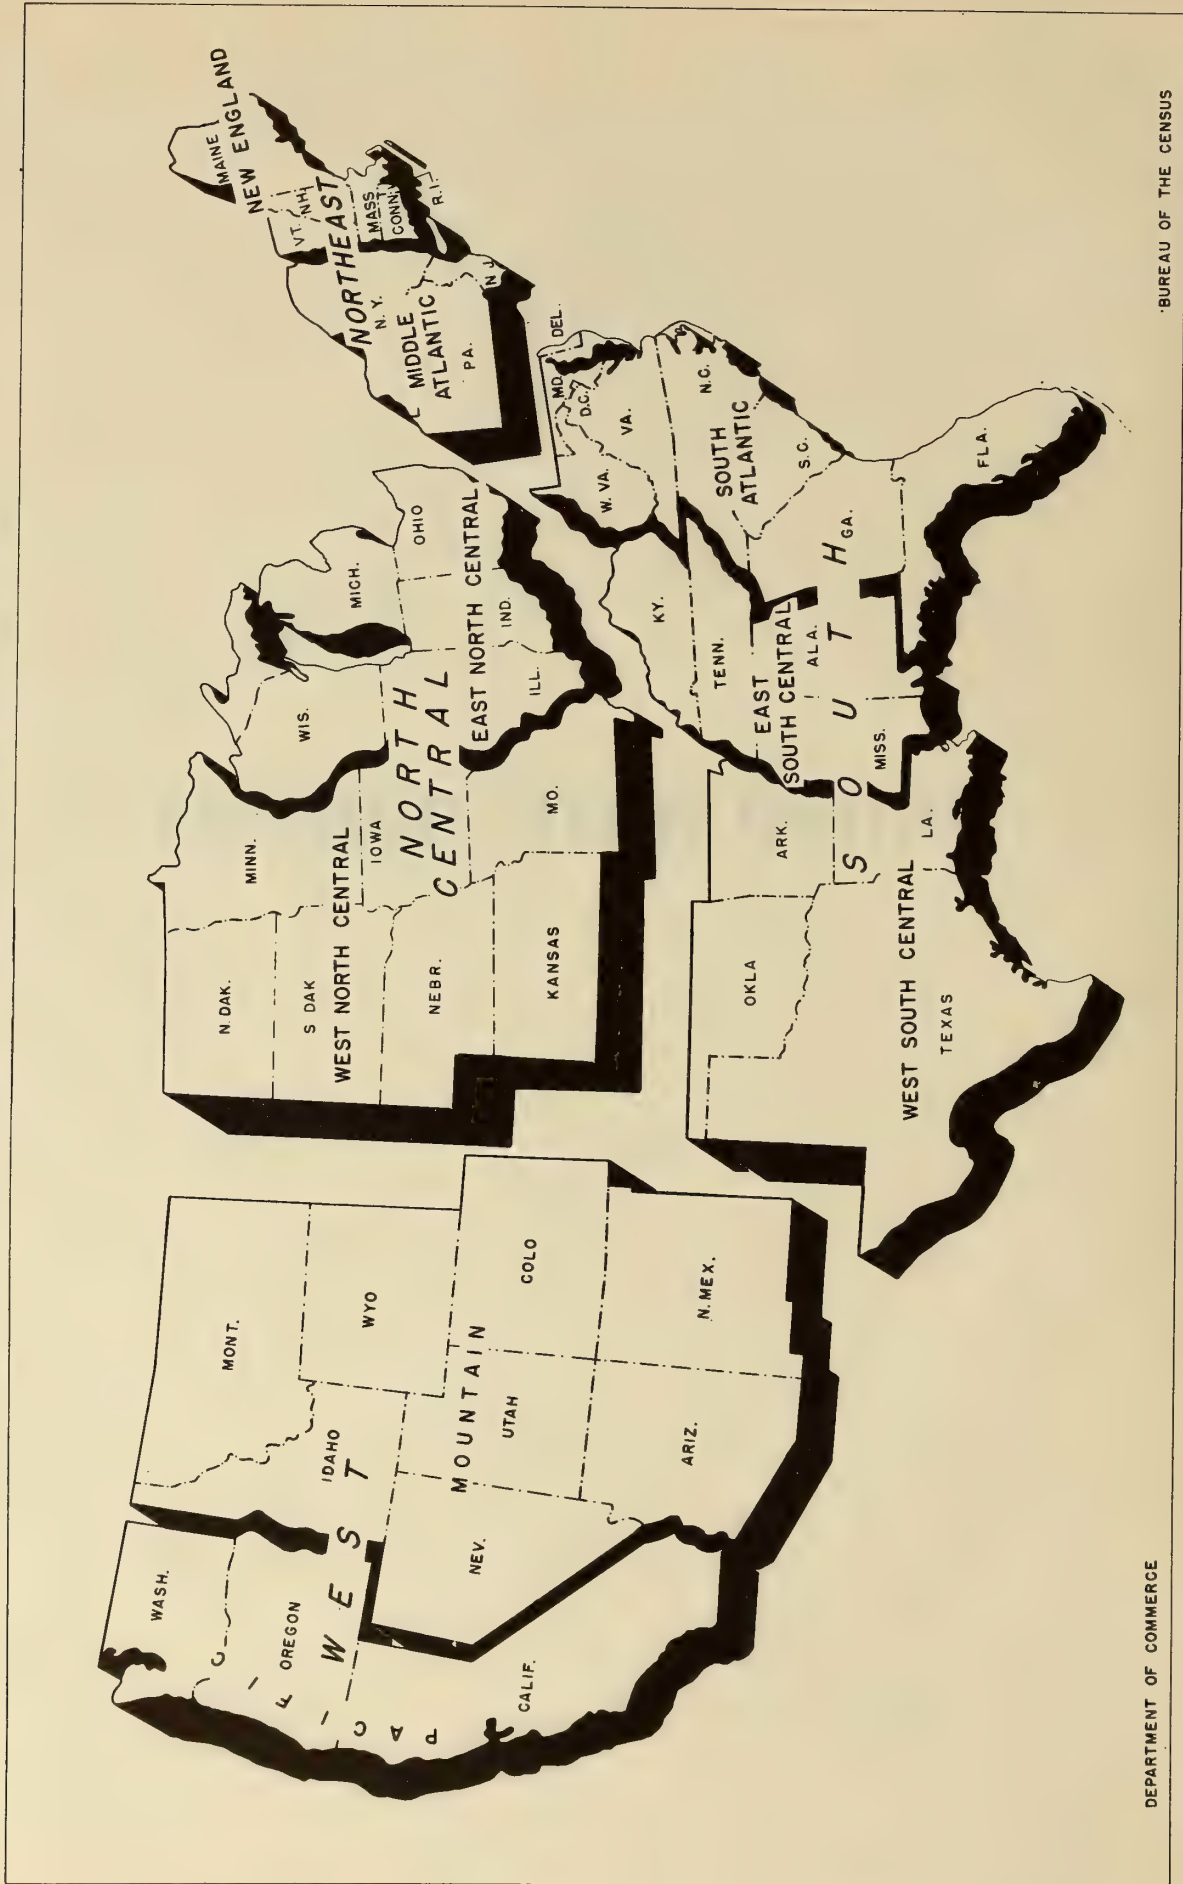 WASH.
OREGON
CALIF.
PACIFIC
WEST
MONT.
IDAHO
WYO
MOUNTAIN
NEV.
UTAH
COLO
ARIZ.
N. MEX.
N. DAK.
MINN.
S DAK
WEST NORTH CENTRAL
IOWA
NEBR.
KANSAS
MO.
NORTH
CENTRAL
WIS.
MICH.
OHIO
IND.
ILL.
EAST NORTH CENTRAL
MAINE
NEW ENGLAND
VT.
N.H.
NORTHEAST
MASS
CONN.
R.I.
N.Y.
MIDDLE
ATLANTIC
PA.
N J
DEL.
MD.
D.C.
W. VA.
VA.
N.C.
SOUTH
ATLANTIC
S.C.
GA.
FLA.
SOUTH
KY.
TENN.
EAST
SOUTH CENTRAL
ALA.
MISS.
OKLA
ARK.
LA.
WEST SOUTH CENTRAL
TEXAS
DEPARTMENT OF COMMERCE
BUREAU OF THE CENSUS